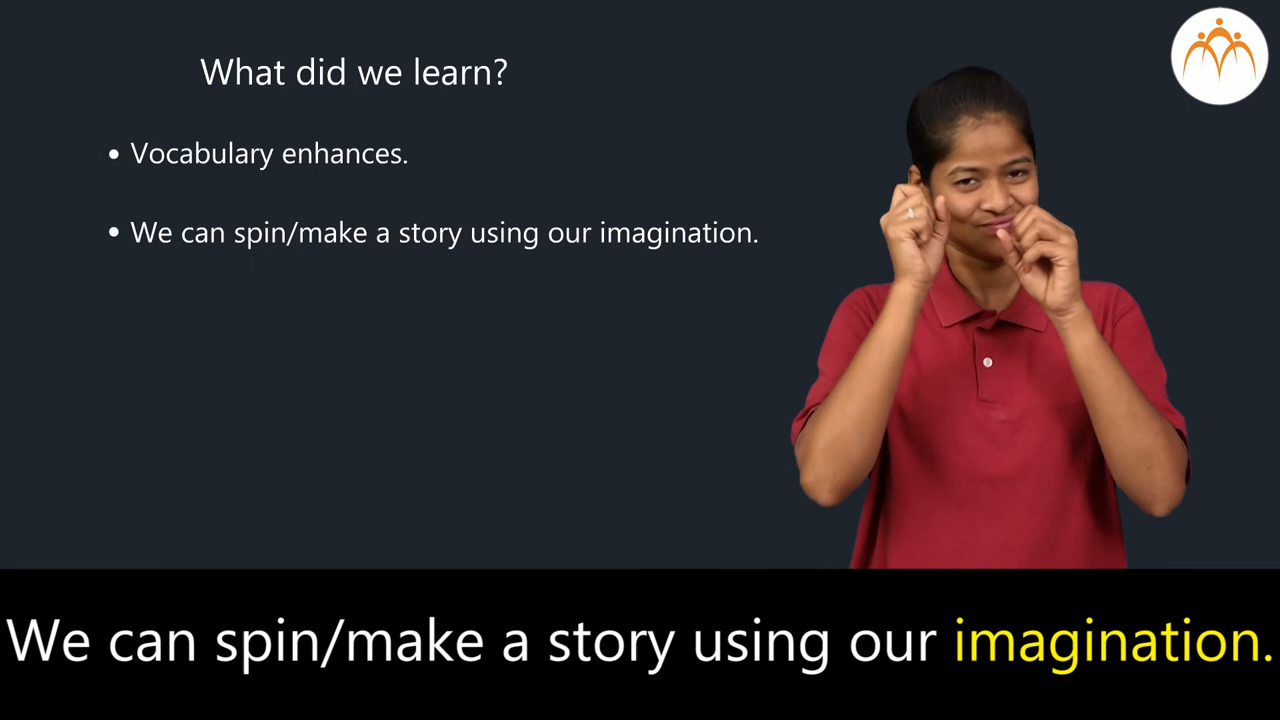 What did we learn?
• Vocabulary enhances.
• We can spin/make a story using our imagination.
We can spin/make a story using our imagination.